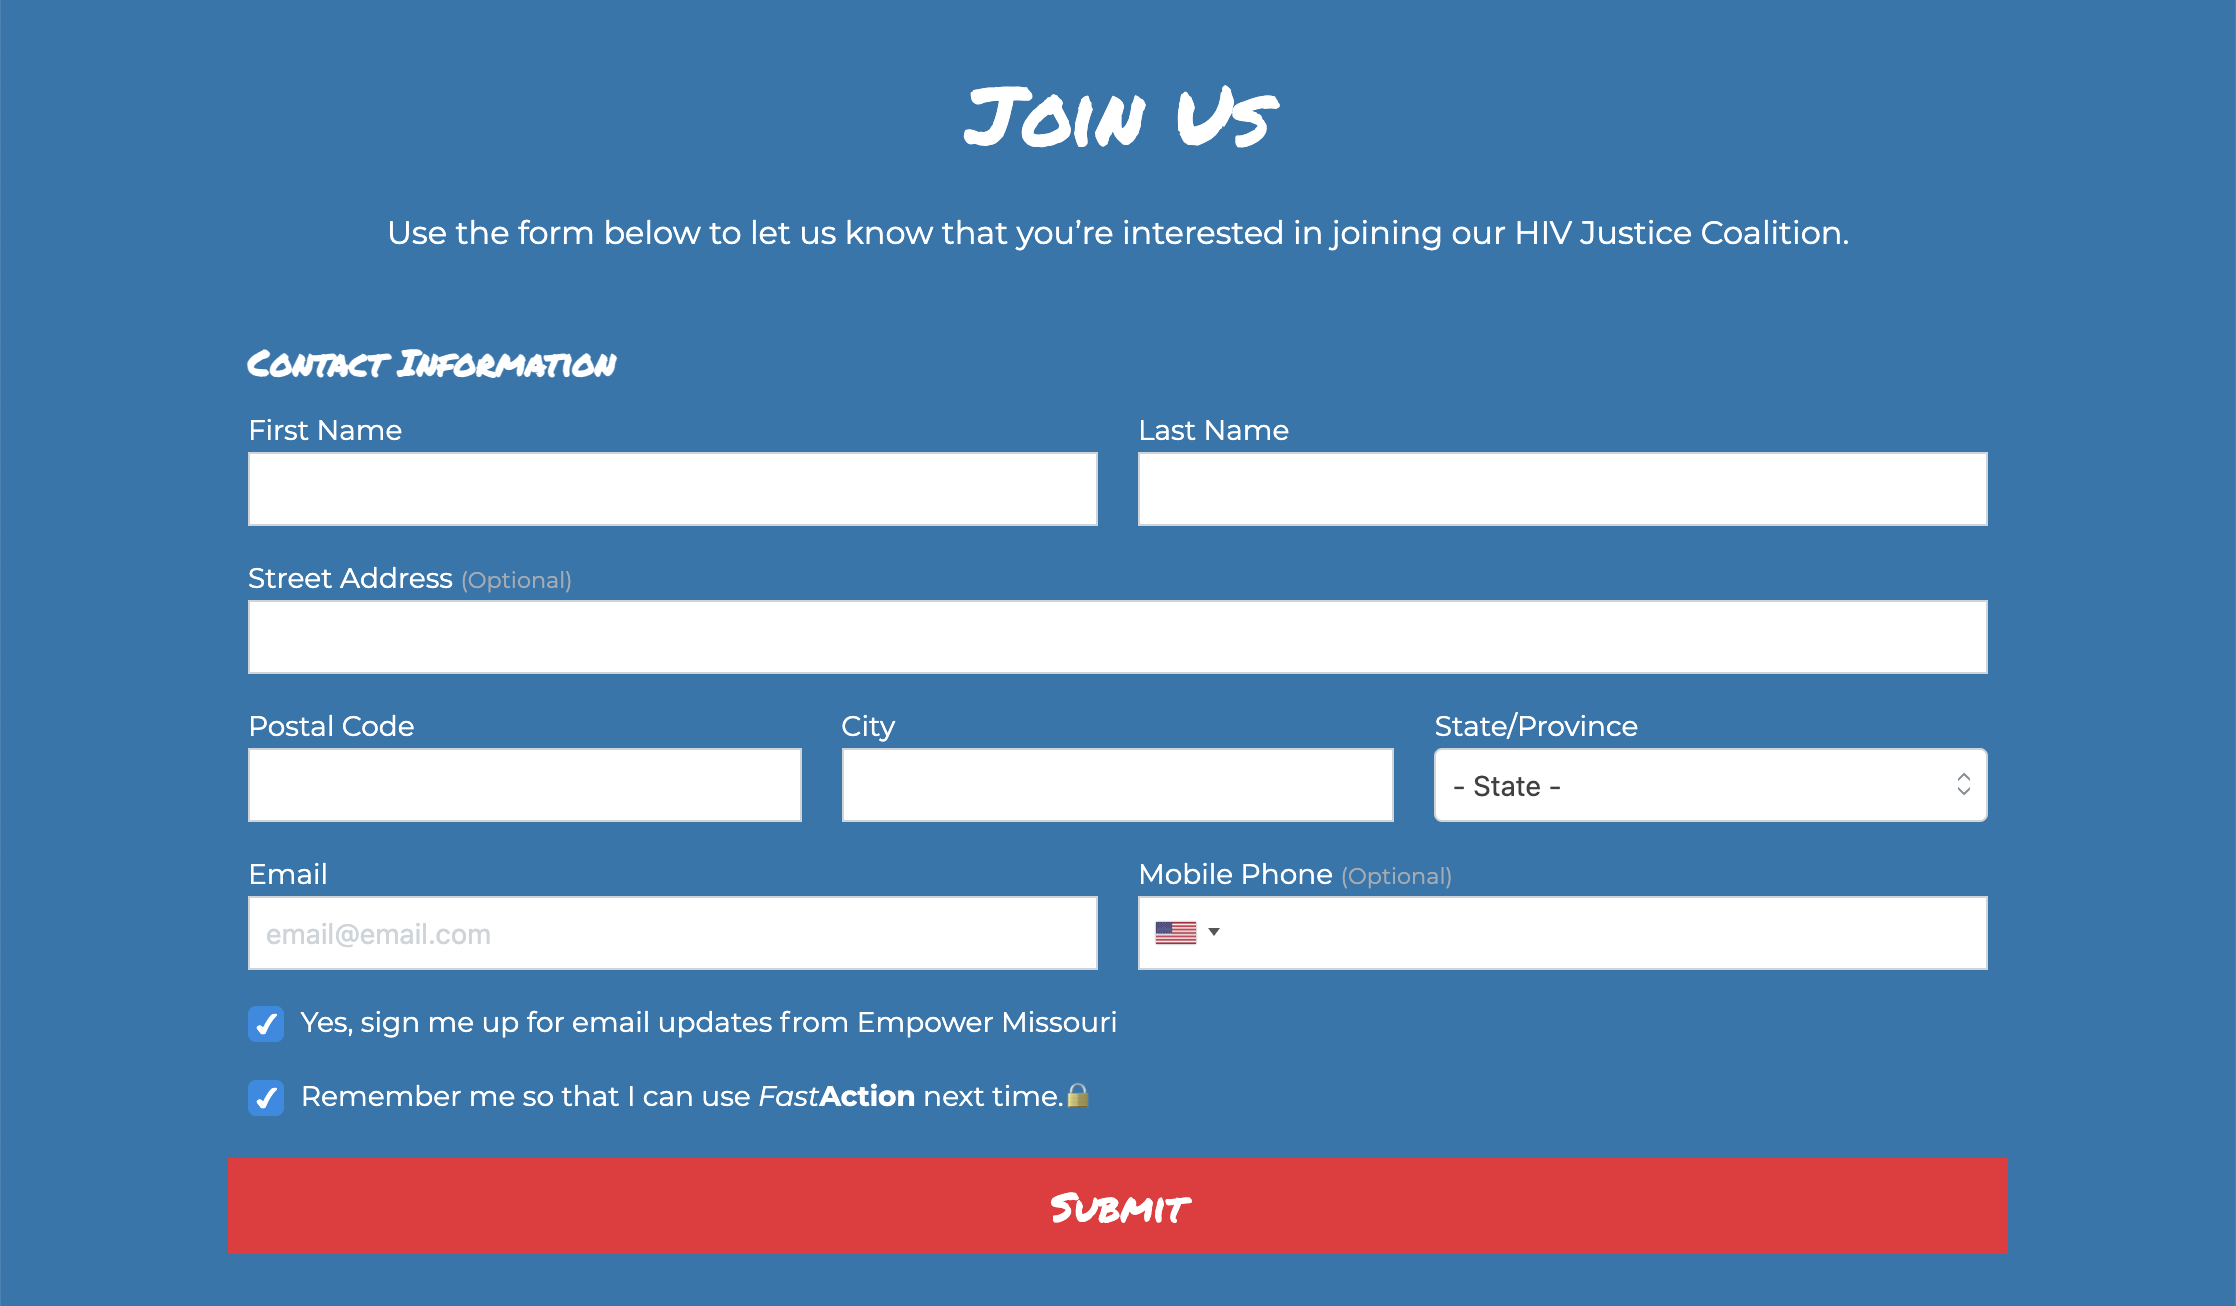 Join Us
Use the form below to let us know that you’re interested in joining our HIV Justice Coalition.
Contact Information
First Name Last Name
Street Address (Optional)
Postal Code City State/Province
- State -
Email Mobile Phone (Optional)
email@email.com
Yes, sign me up for email updates from Empower Missouri
Remember me so that I can use FastAction next time.🔒
Submit